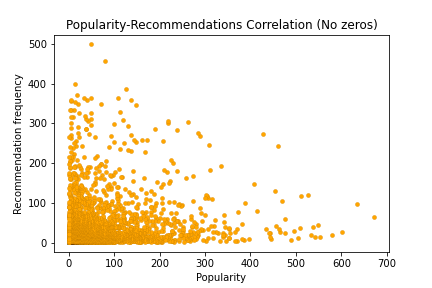 Popularity-Recommendations Correlation (No zeros)
Recommendation frequency
500
400
300
200
100
0
0 100 200 300 400 500 600 700
Popularity